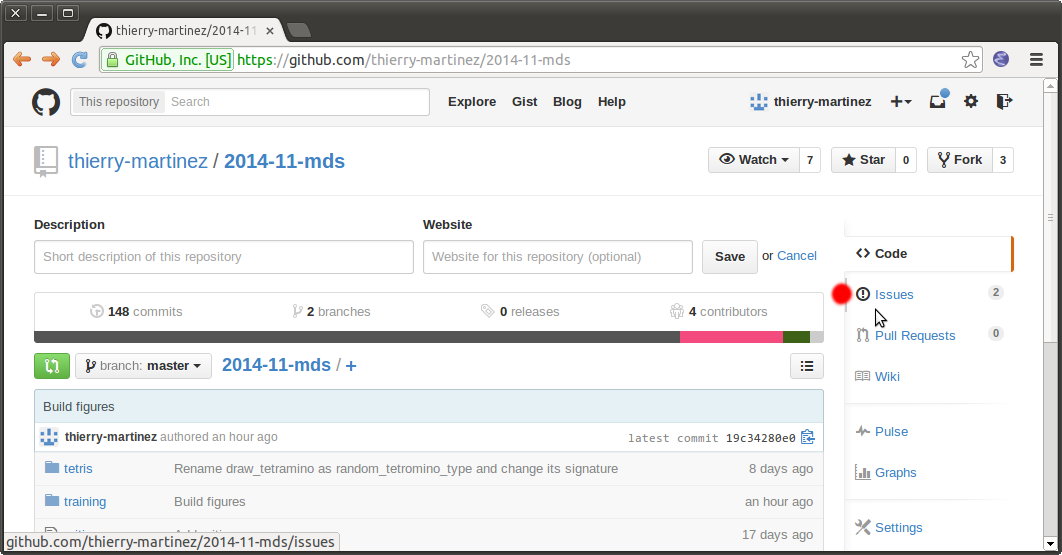 thierry-martinez/2014-11
GitHub, Inc. [US] https://github.com/thierry-martinez/2014-11-mds
This repository Search Explore Gist Blog Help thierry-martinez
thierry-martinez / 2014-11-mds Watch 7 Star 0 Fork 3
Description Website
Short description of this repository Website for this repository (optional) Save or Cancel
Code
Issues 2
148 commits 2 branches 0 releases 4 contributors
Pull Requests 0
branch: master 2014-11-mds / +
Wiki
Build figures
thierry-martinez authored an hour ago latest commit 19c34280e0
Pulse
tetris Rename draw_tetramino as random_tetromino_type and change its signature 8 days ago
Graphs
training Build figures an hour ago
17 days ago
Settings
github.com/thierry-martinez/2014-11-mds/issues